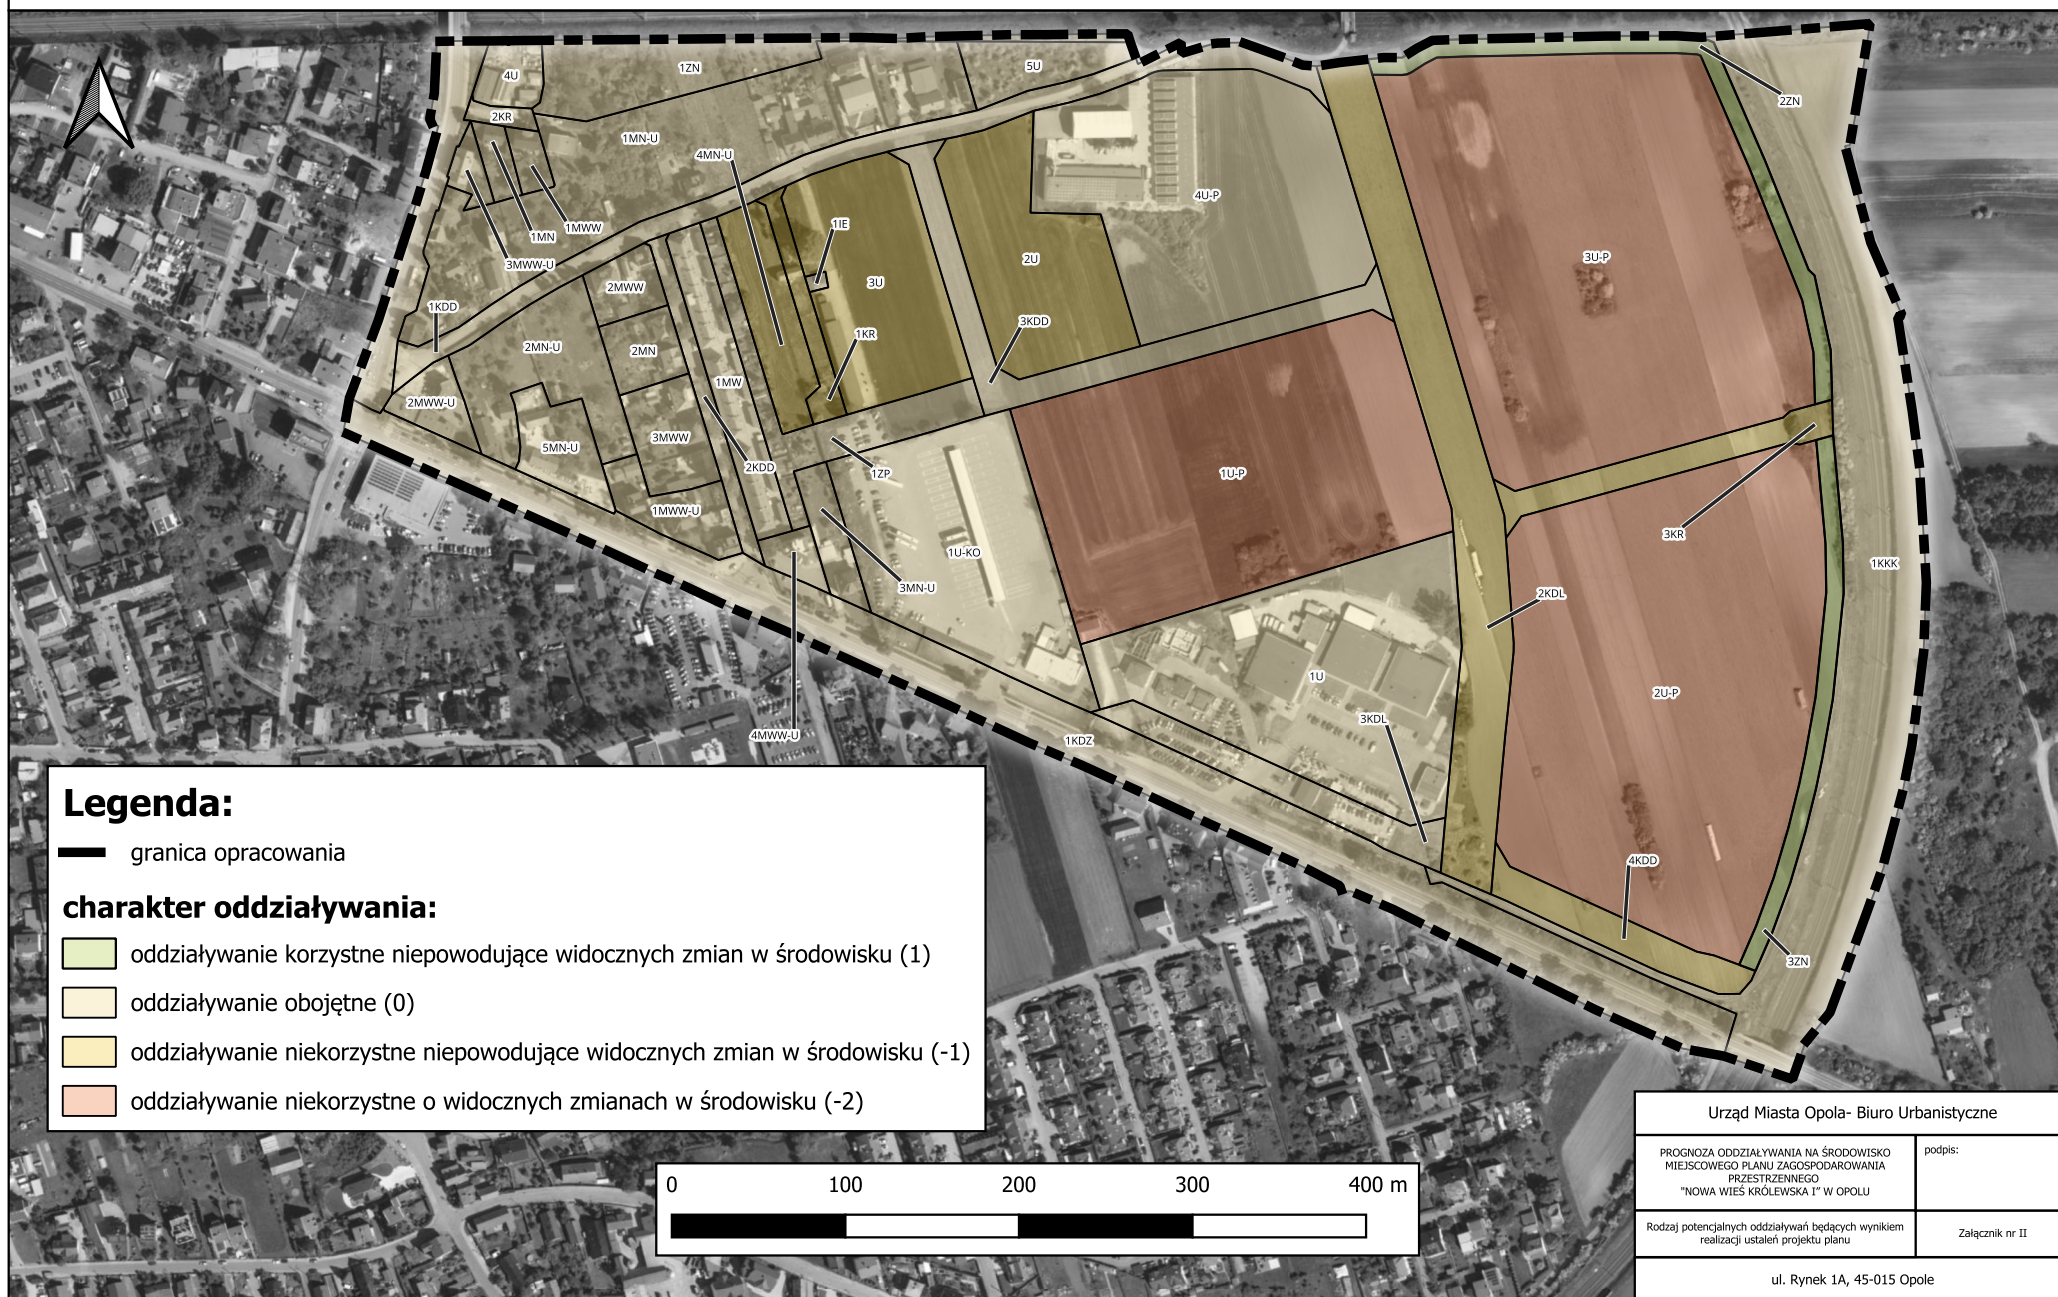 4U
1ZN
5U
2ZN
2KR
1MN-U
4MN-U
4U-P
1MN
1MWW
3MWW-U
1IE
3U
2U
3U-P
2MWW
1KDD
3KDD
1KR
2MN-U
2MN
1MW
2MWW-U
5MN-U
3MWW
2KDD
1ZP
1U-P
1MWW-U
3KR
1U-KO
1KKK
3MN-U
2KDL
1U
2U-P
3KDL
4MWW-U
1KDZ
4KDD
3ZN
Legenda:
granica opracowania
charakter oddziaływania:
oddziaływanie korzystne niepowodujące widocznych zmian w środowisku (1)
oddziaływanie obojętne (0)
oddziaływanie niekorzystne niepowodujące widocznych zmian w środowisku (-1)
oddziaływanie niekorzystne o widocznych zmianach w środowisku (-2)
0 100 200 300 400 m
Urząd Miasta Opola- Biuro Urbanistyczne
PROGNOZA ODDZIAŁYWANIA NA ŚRODOWISKO
MIEJSCOWEGO PLANU ZAGOSPODAROWANIA
PRZESTRZENNEGO
"NOWA WIEŚ KRÓLEWSKA I" W OPOLU
podpis:
Rodzaj potencjalnych oddziaływań będących wynikiem
realizacji ustaleń projektu planu
Załącznik nr II
ul. Rynek 1A, 45-015 Opole